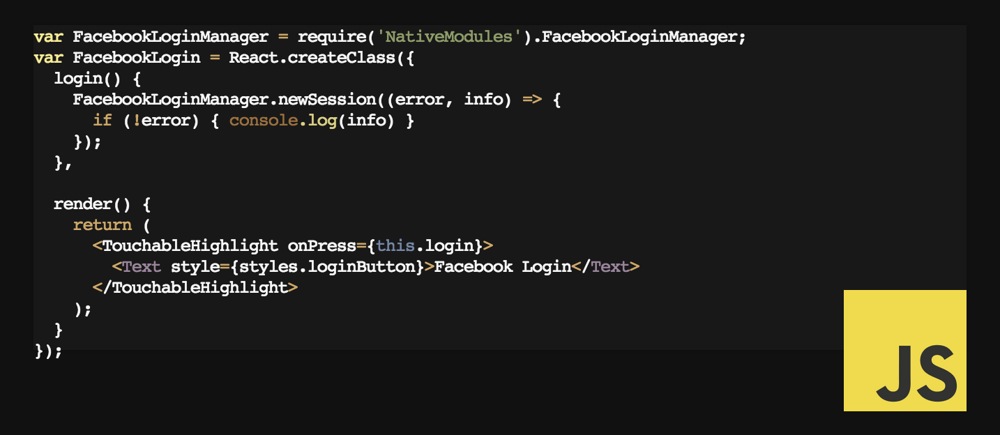 var FacebookLoginManager = require('NativeModules').FacebookLoginManager;
var FacebookLogin = React.createClass({
  login() {
    FacebookLoginManager.newSession((error, info) => {
      if (!error) { console.log(info) }
    });
  },

  render() {
    return (
      <TouchableHighlight onPress={this.login}>
        <Text style={styles.loginButton}>Facebook Login</Text>
      </TouchableHighlight>
    );
  }
});
JS